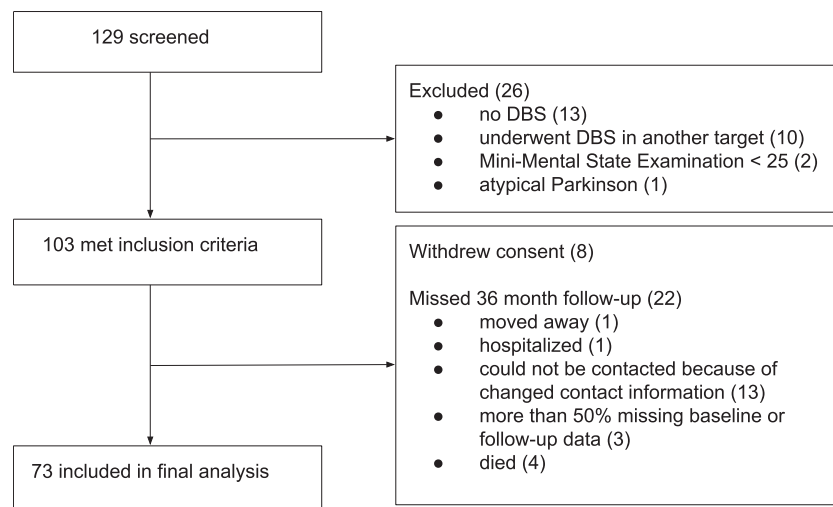 129 screened
Excluded (26)
● no DBS (13)
● underwent DBS in another target (10)
● Mini-Mental State Examination < 25 (2)
● atypical Parkinson (1)
103 met inclusion criteria
Withdrew consent (8)
Missed 36 month follow-up (22)
● moved away (1)
● hospitalized (1)
● could not be contacted because of
changed contact information (13)
● more than 50% missing baseline or
follow-up data (3)
● died (4)
73 included in final analysis